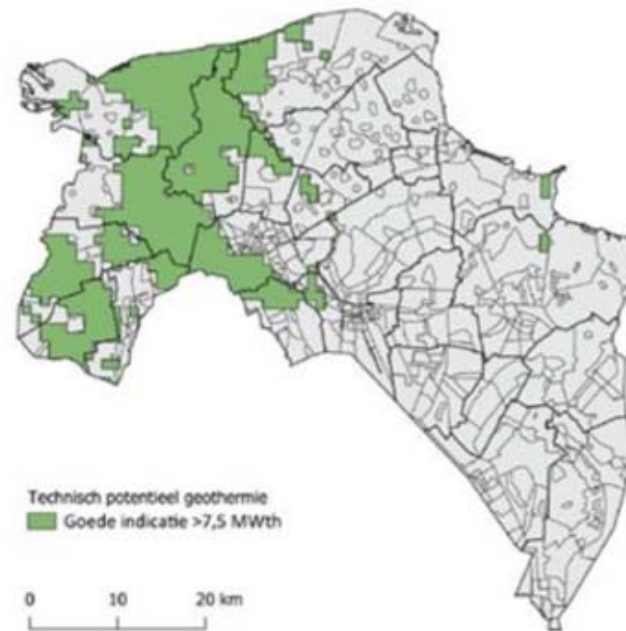 Technisch potentieel geothermie
Goede indicatie >7,5 MWth
0 10 20 km